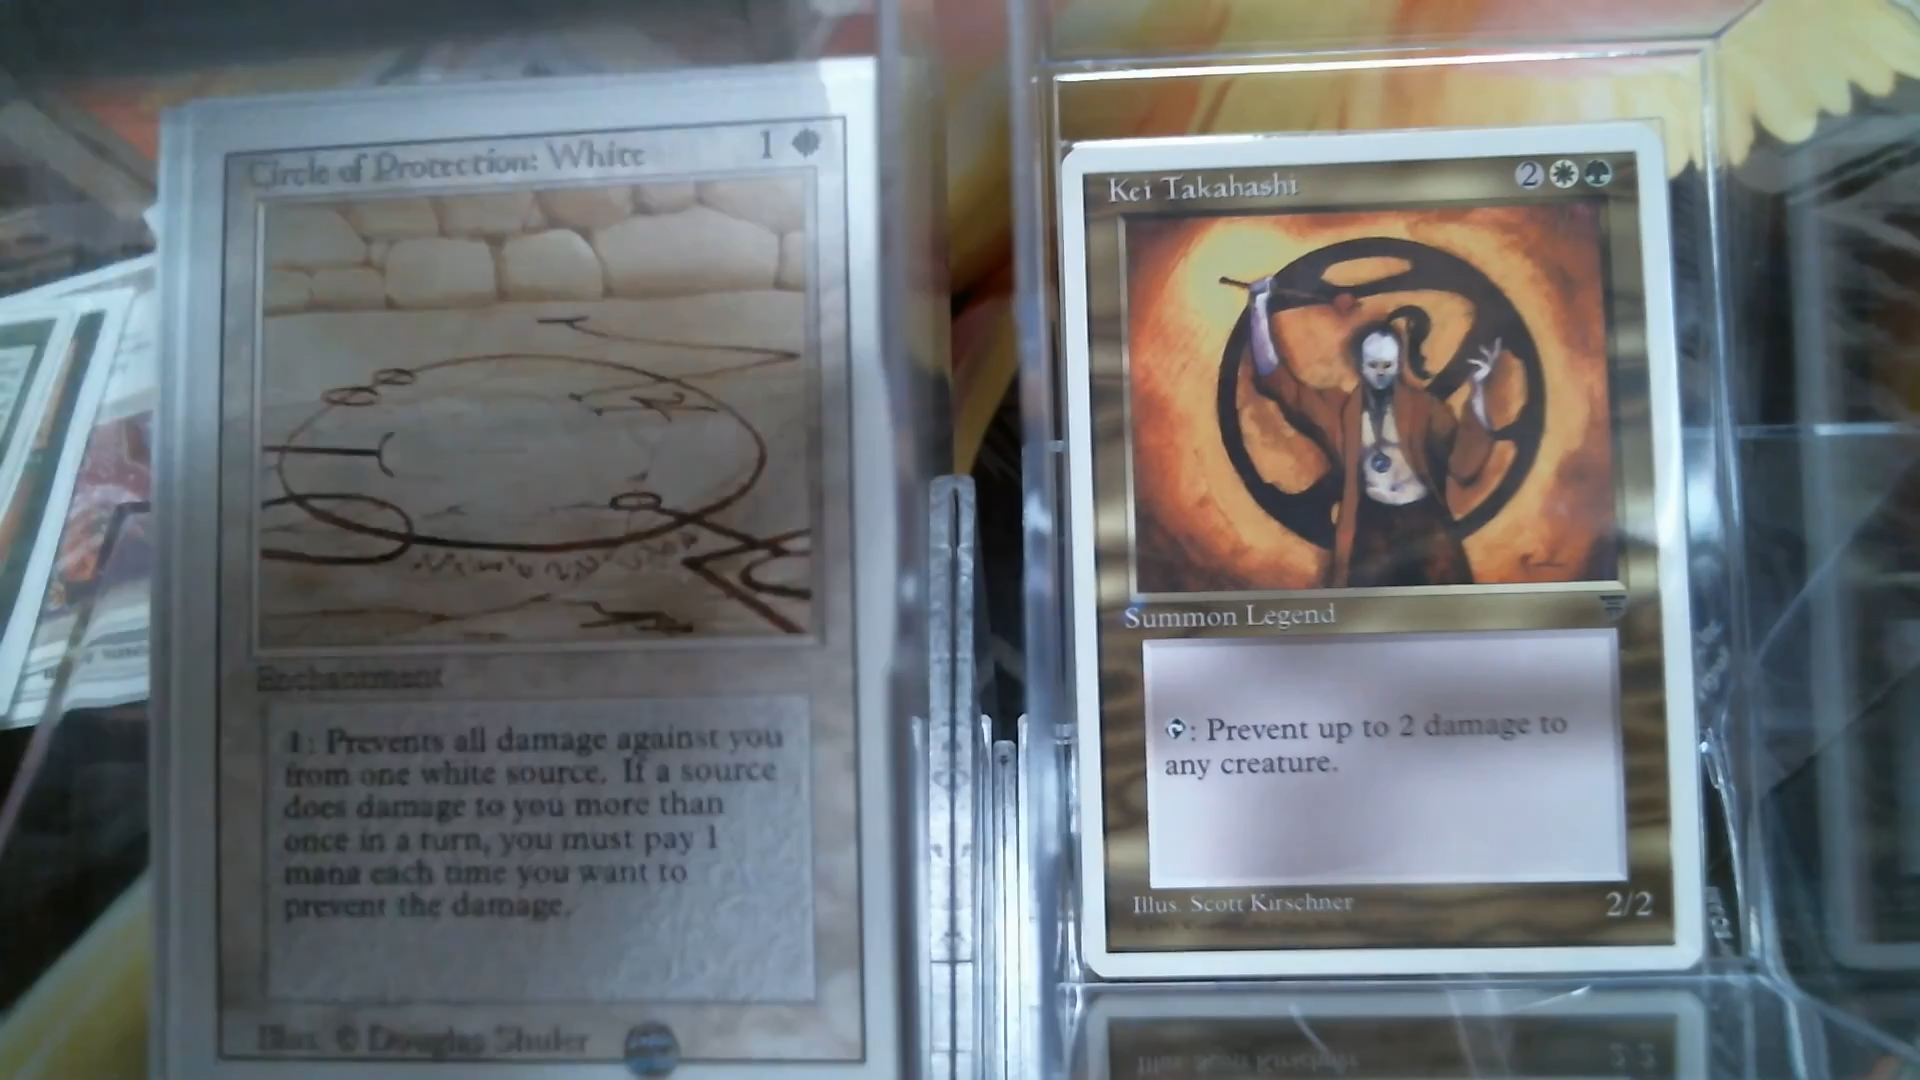 Circle of Protection: White
1
Enchantment
1: Prevents all damage against you
from one white source. If a source
does damage to you more than
once in a turn, you must pay 1
mana each time you want to
prevent the damage.
Illus. © Douglas Shuler
Kei Takahashi
2
Summon Legend
: Prevent up to 2 damage to
any creature.
Illus. Scott Kirschner
2/2
Illus. Scott Kirschner